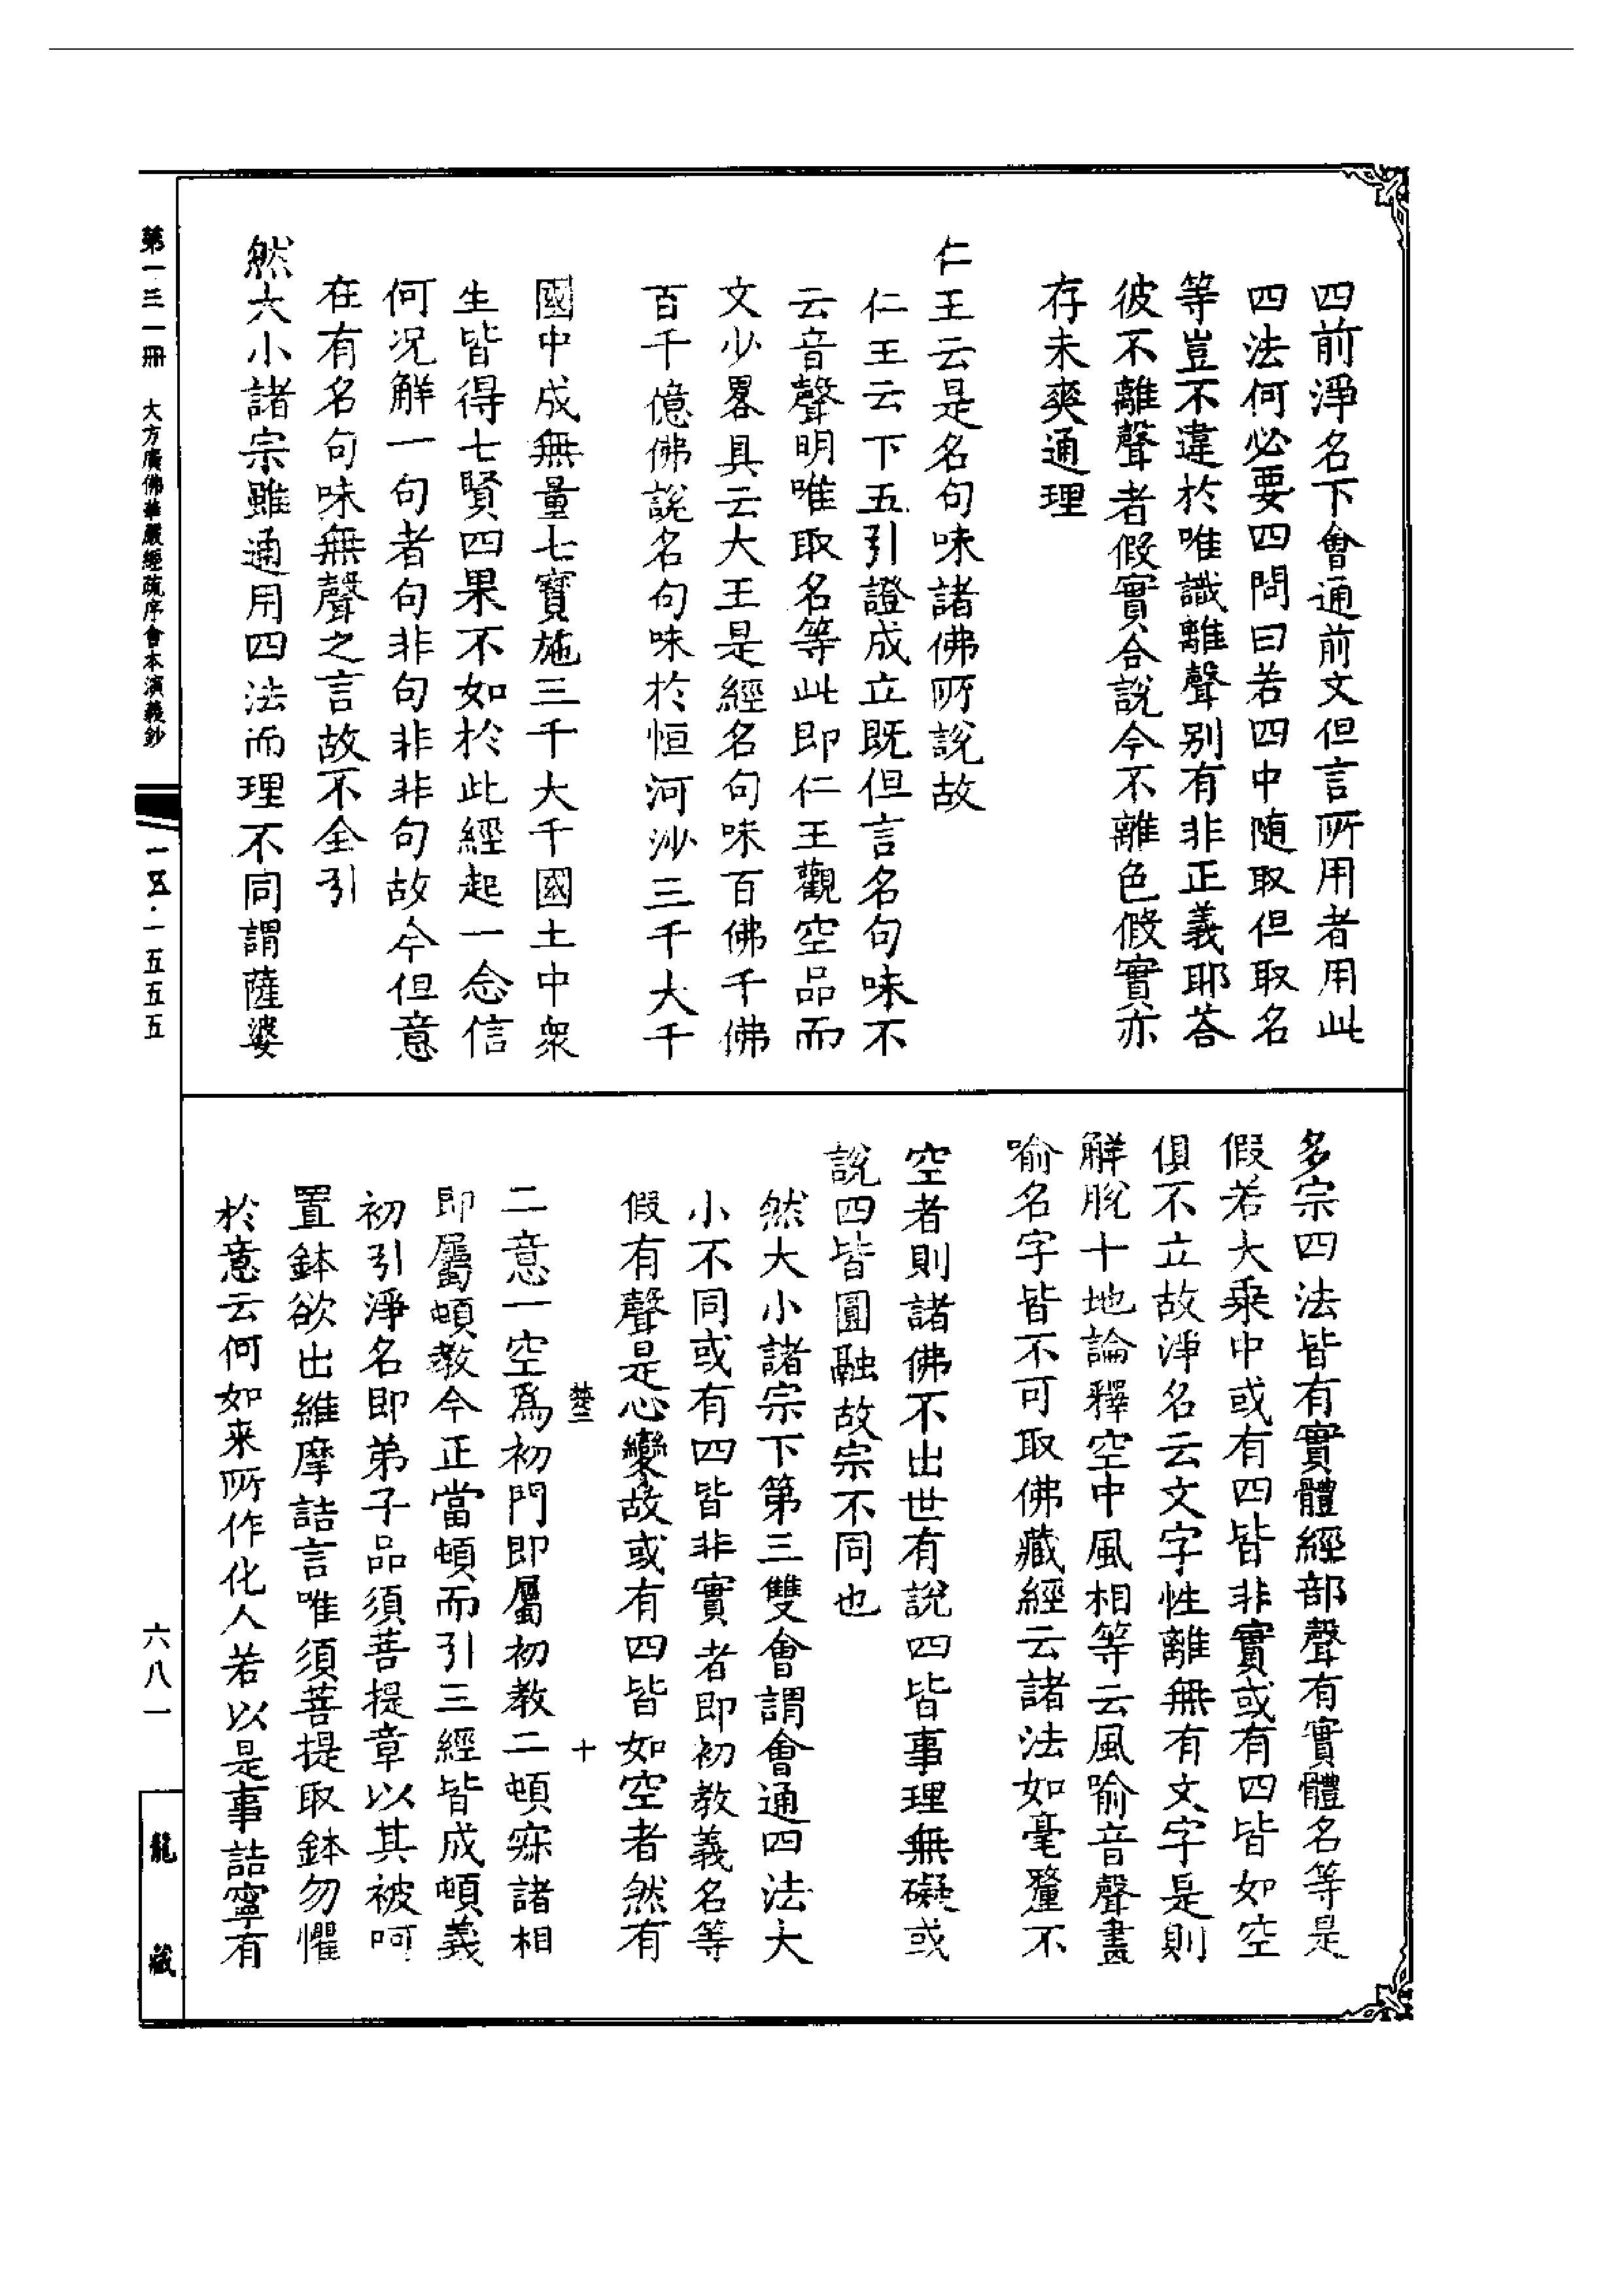 四前淨名下會通前文但言所用者用此
四法何必要四問曰若四中隨取但取名
等豈不違於唯識離聲別有非正義耶荅
彼不離聲者假實合說今不離色假實亦
存未爽通理
仁王云是名句味諸佛所說故
仁王云下五引證成立既但言名句味不
云音聲明唯取名等此即仁王觀空品而
文少畧具云大王是經名句味百佛千佛
百千億佛說名句味於恒河沙三千大千
國中成無量七寶施三千大千國土中衆
生皆得七賢四果不如於此經起一念信
何況解一句者句非句非非句故今但意
在有名句味無聲之言故不全引
然大小諸宗雖通用四法而理不同謂薩婆
第一三一冊 大方廣佛華嚴經疏序會本演義鈔
一五·一五五五
多宗四法皆有實體經部聲有實體名等是
假若大乘中或有四皆非實或有四皆如空
俱不立故淨名云文字性離無有文字是則
解脫十地論釋空中風相等云風喻音聲畫
喻名字皆不可取佛藏經云諸法如毫釐不
空者則諸佛不出世有說四皆事理無礙或
說四皆圓融故宗不同也
然大小諸宗下第三雙會謂會通四法大
小不同或有四皆非實者即初教義名等
假有聲是心變故或有四皆如空者然有
楚二 十
二意一空爲初門即屬初教二頓寂諸相
即屬頓教今正當頓而引三經皆成頓義
初引淨名即弟子品須菩提章以其被呵
置鉢欲出維摩詰言唯須菩提取鉢勿懼
於意云何如来所作化人若以是事詰寧有
六八一
龍藏